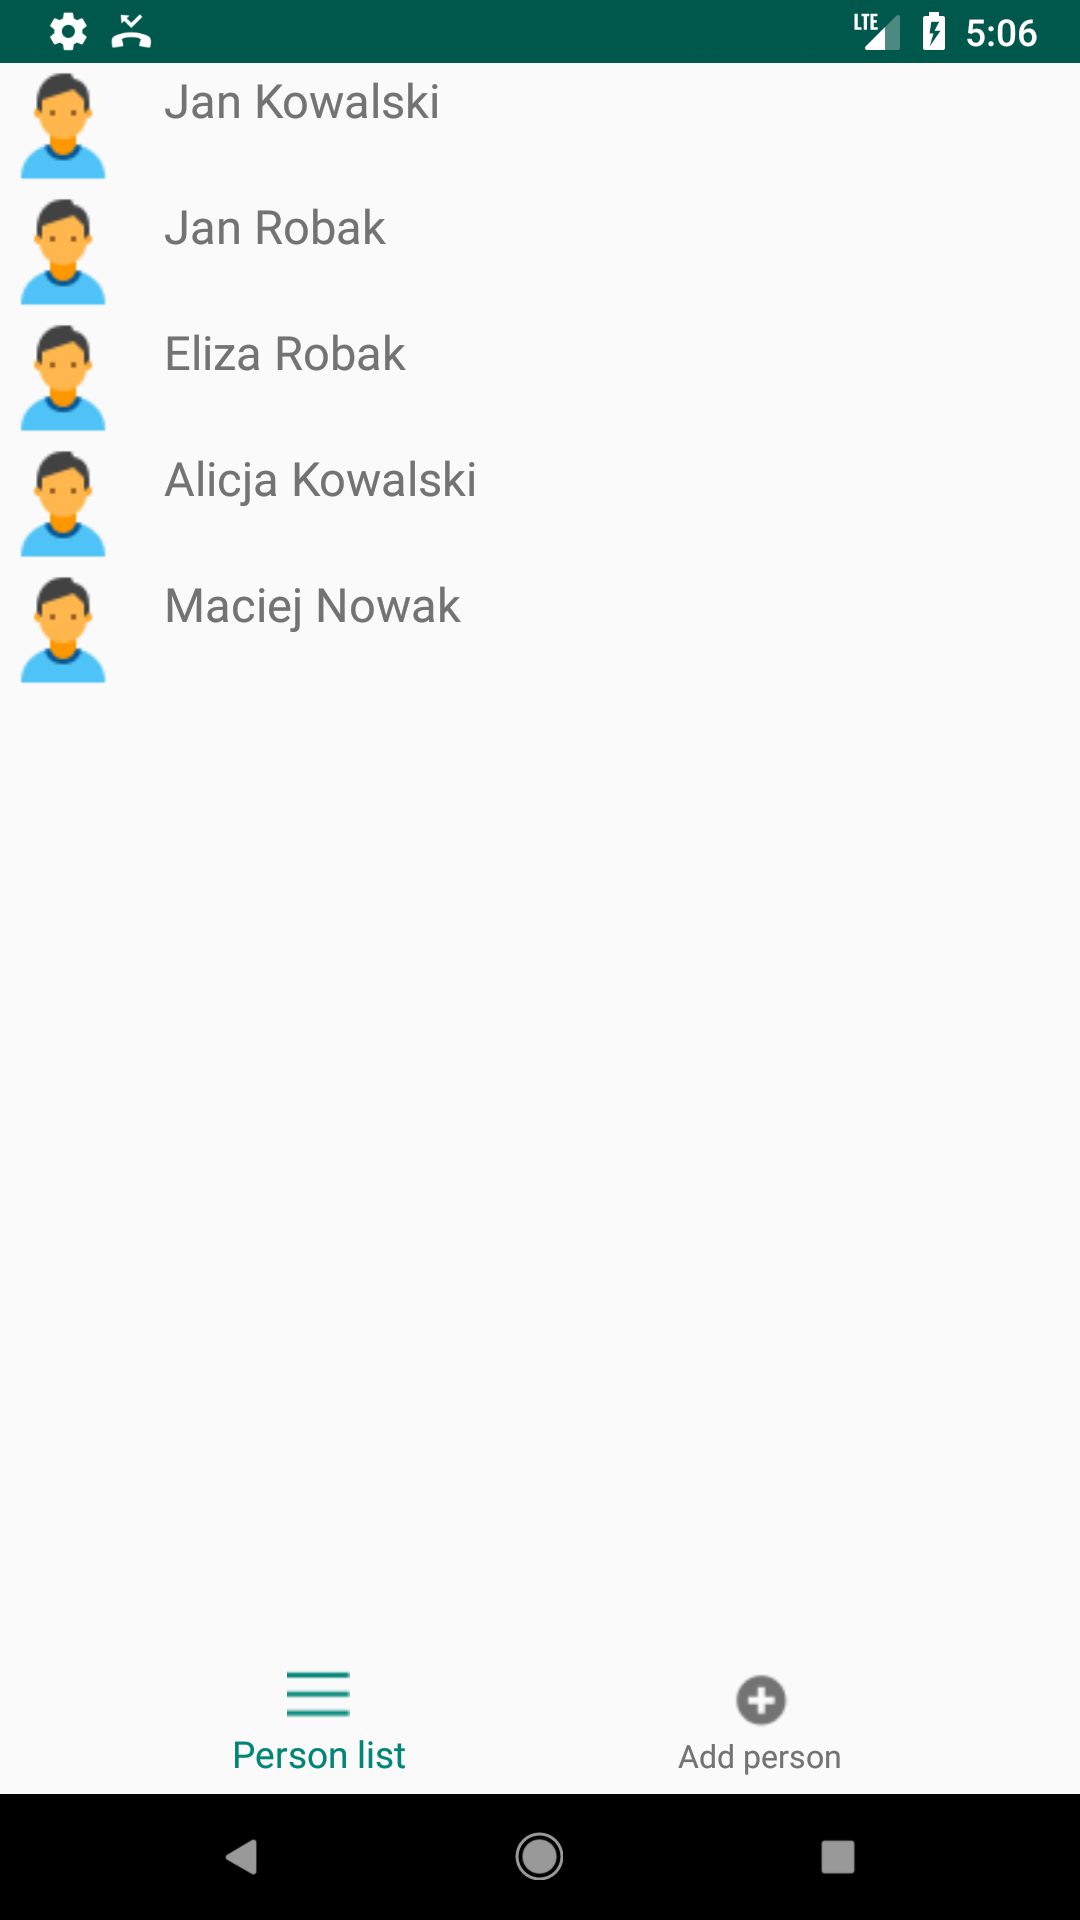 LTE 5:06
Jan Kowalski
Jan Robak
Eliza Robak
Alicja Kowalski
Maciej Nowak
Person list
Add person